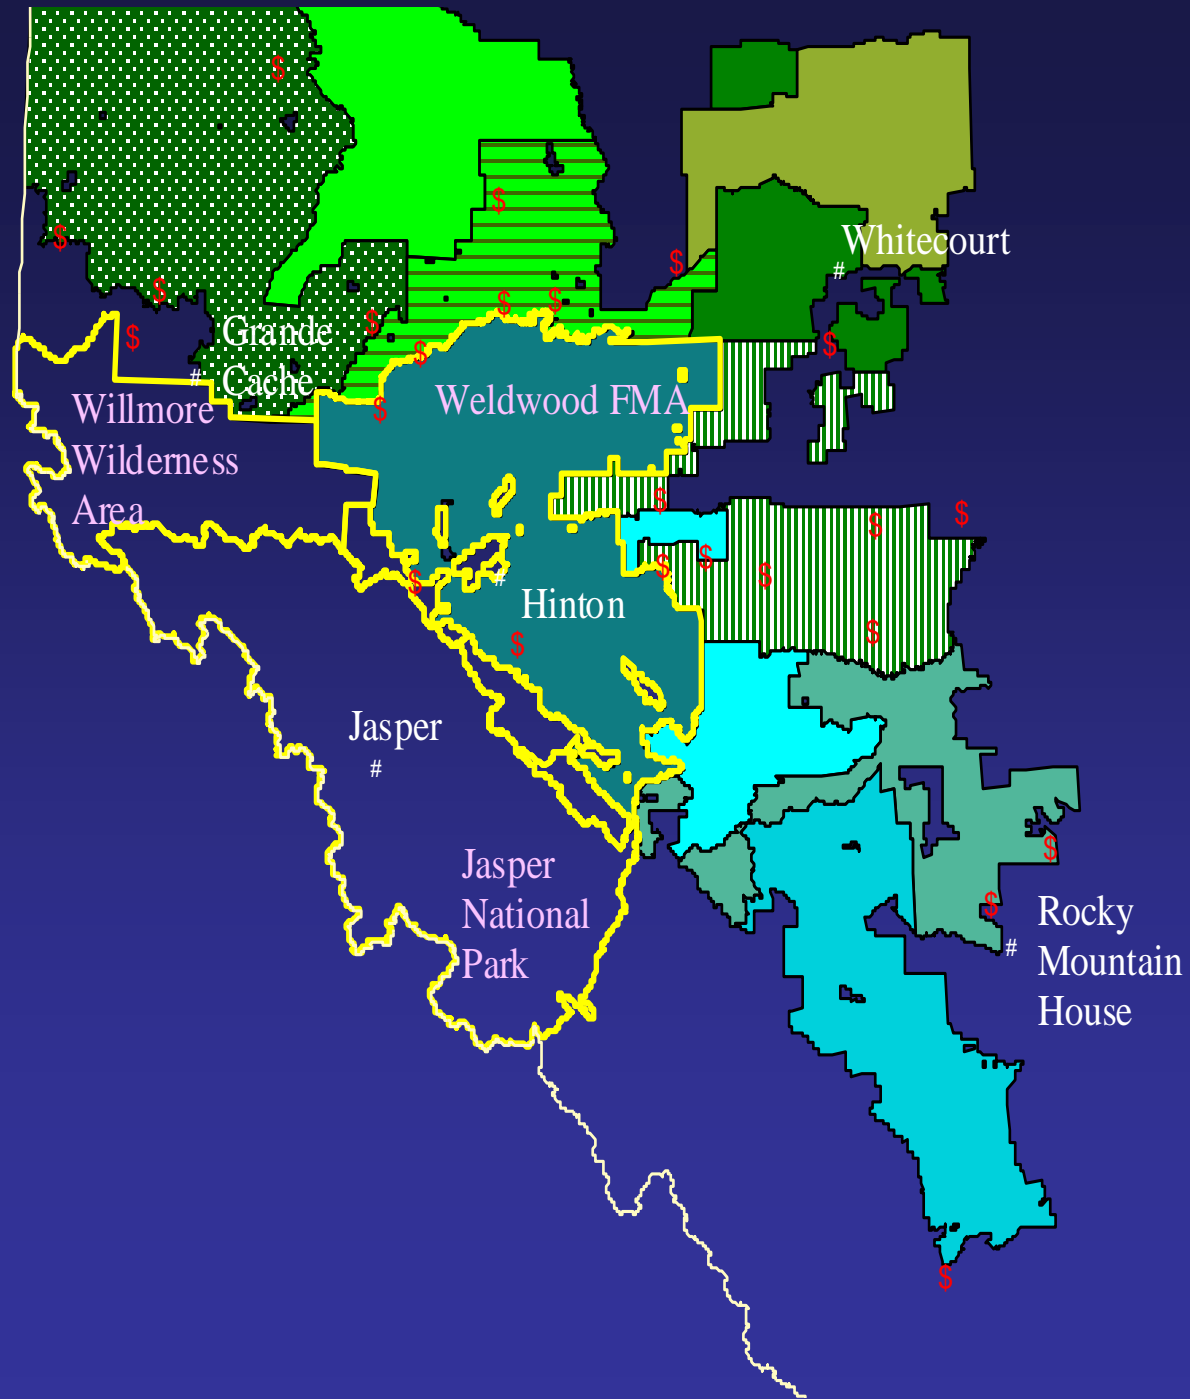 $
$
$
Whitecourt
#
$
$
$
$
$
$
Grande
$
$
$
#
Cache
Weldwood FMA
$
Willmore
Wilderness
Area
$
$
$
$
$
$
$
#
$
Hinton
$
$
Jasper
#
Jasper
National
Park
$
$
Rocky
#
Mountain
House
$